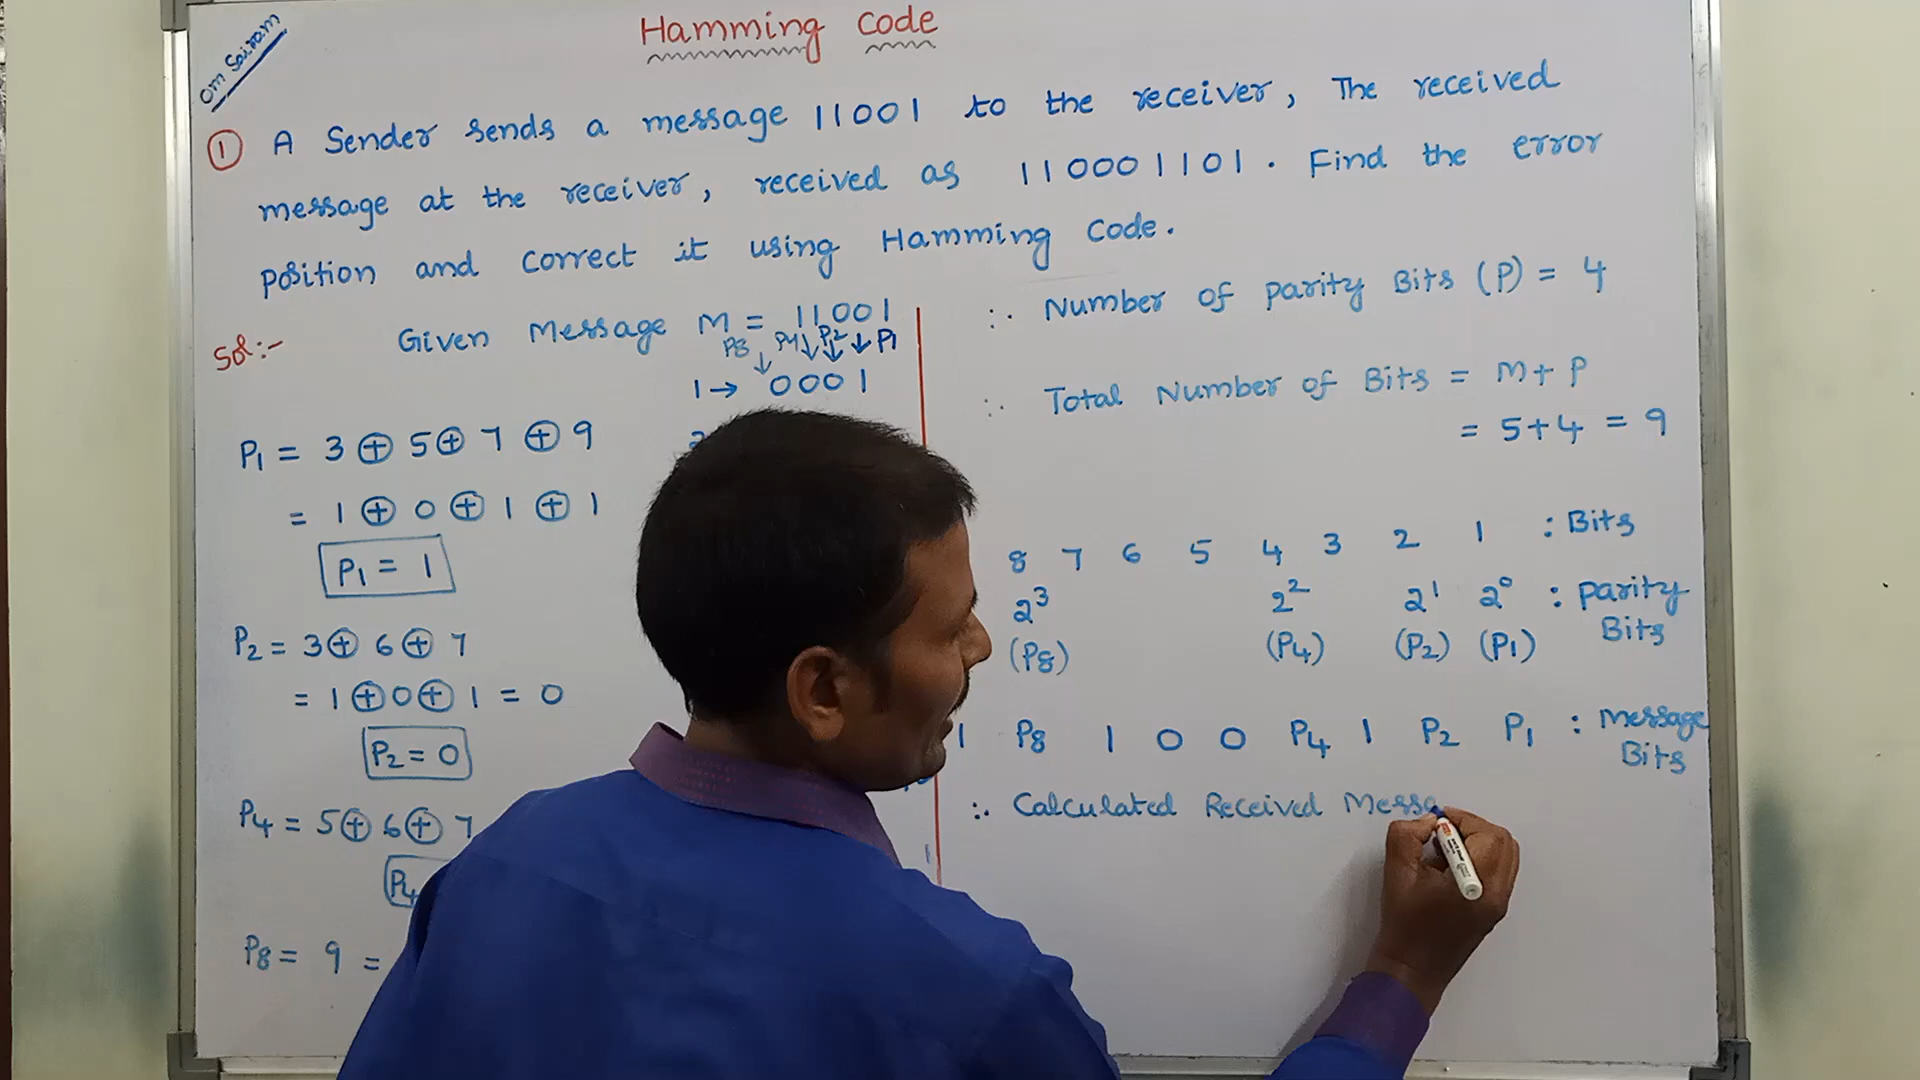 Om Sairam
Hamming Code
1 A Sender sends a message 11001 to the receiver, The received
message at the receiver, received as 110001101. Find the error
position and correct it using Hamming Code.
Sol:-
Given Message M = 11001
P8 P4 P2 P1
1 → 0001
P1 = 3 ⊕ 5 ⊕ 7 ⊕ 9
= 1 ⊕ 0 ⊕ 1 ⊕ 1
P1 = 1
P2 = 3 ⊕ 6 ⊕ 7
= 1 ⊕ 0 ⊕ 1 = 0
P2 = 0
P4 = 5 ⊕ 6 ⊕ 7
P4
P8 = 9 =
∴ Number of parity Bits (P) = 4
∴ Total Number of Bits = M + P
= 5+4 = 9
8 7 6 5 4 3 2 1 : Bits
2³ 2² 2¹ 2⁰ : parity Bits
(P8) (P4) (P2) (P1)
1 P8 1 0 0 P4 1 P2 P1 : Message Bits
∴ Calculated Received Messa